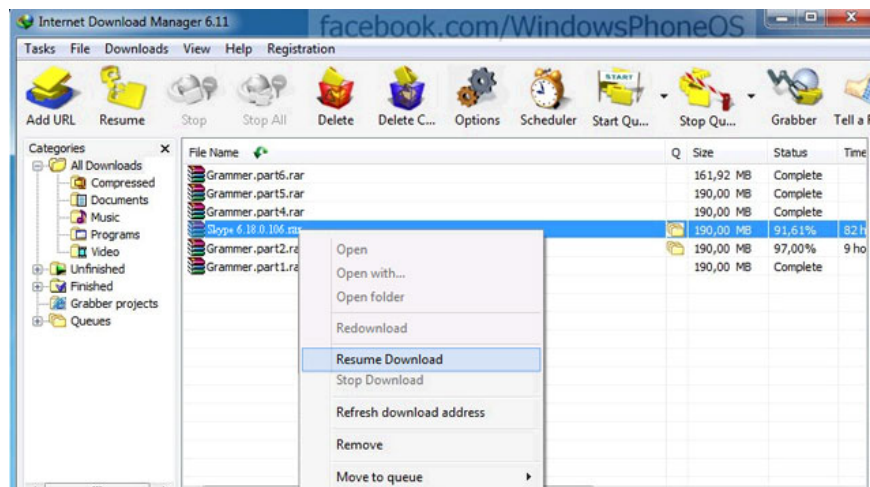 Internet Download Manager 6.11
facebook.com/WindowsPhoneOS
Tasks File Downloads View Help Registration
Add URL Resume Stop Stop All Delete Delete C... Options Scheduler Start Qu... Stop Qu... Grabber Tell a F
START
Categories
All Downloads
Compressed
Documents
Music
Programs
Video
Unfinished
Finished
Grabber projects
Queues
File Name Q Size Status Time
Grammer.part6.rar 161,92 MB Complete
Grammer.part5.rar 190,00 MB Complete
Grammer.part4.rar 190,00 MB Complete
Skype 6.18.0.106.rar 190,00 MB 91,61% 82 h
Grammer.part2.ra 190,00 MB 97,00% 9 ho
Grammer.part1.ra 190,00 MB Complete
Open
Open with...
Open folder
Redownload
Resume Download
Stop Download
Refresh download address
Remove
Move to queue